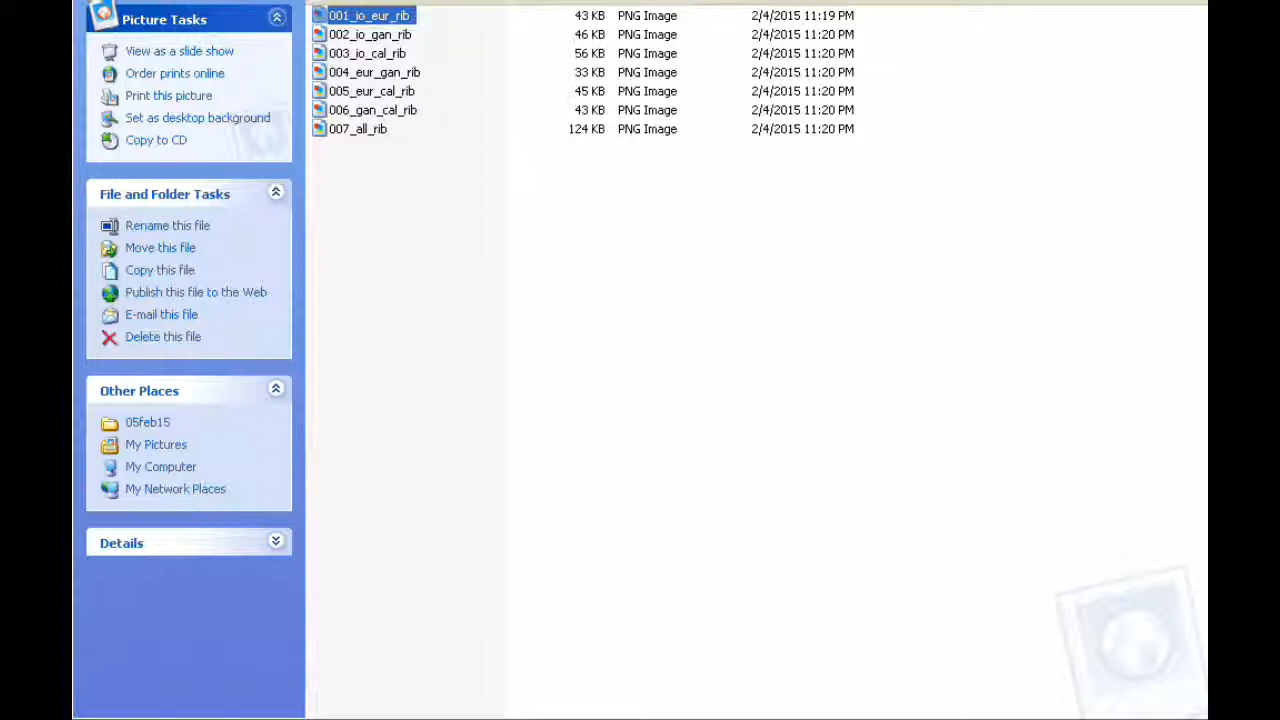 Picture Tasks
View as a slide show
Order prints online
Print this picture
Set as desktop background
Copy to CD
File and Folder Tasks
Rename this file
Move this file
Copy this file
Publish this file to the Web
E-mail this file
Delete this file
Other Places
05feb15
My Pictures
My Computer
My Network Places
Details
001_io_eur_rib 43 KB PNG Image 2/4/2015 11:19 PM
002_io_gan_rib 46 KB PNG Image 2/4/2015 11:20 PM
003_io_cal_rib 56 KB PNG Image 2/4/2015 11:20 PM
004_eur_gan_rib 33 KB PNG Image 2/4/2015 11:20 PM
005_eur_cal_rib 45 KB PNG Image 2/4/2015 11:20 PM
006_gan_cal_rib 43 KB PNG Image 2/4/2015 11:20 PM
007_all_rib 124 KB PNG Image 2/4/2015 11:20 PM